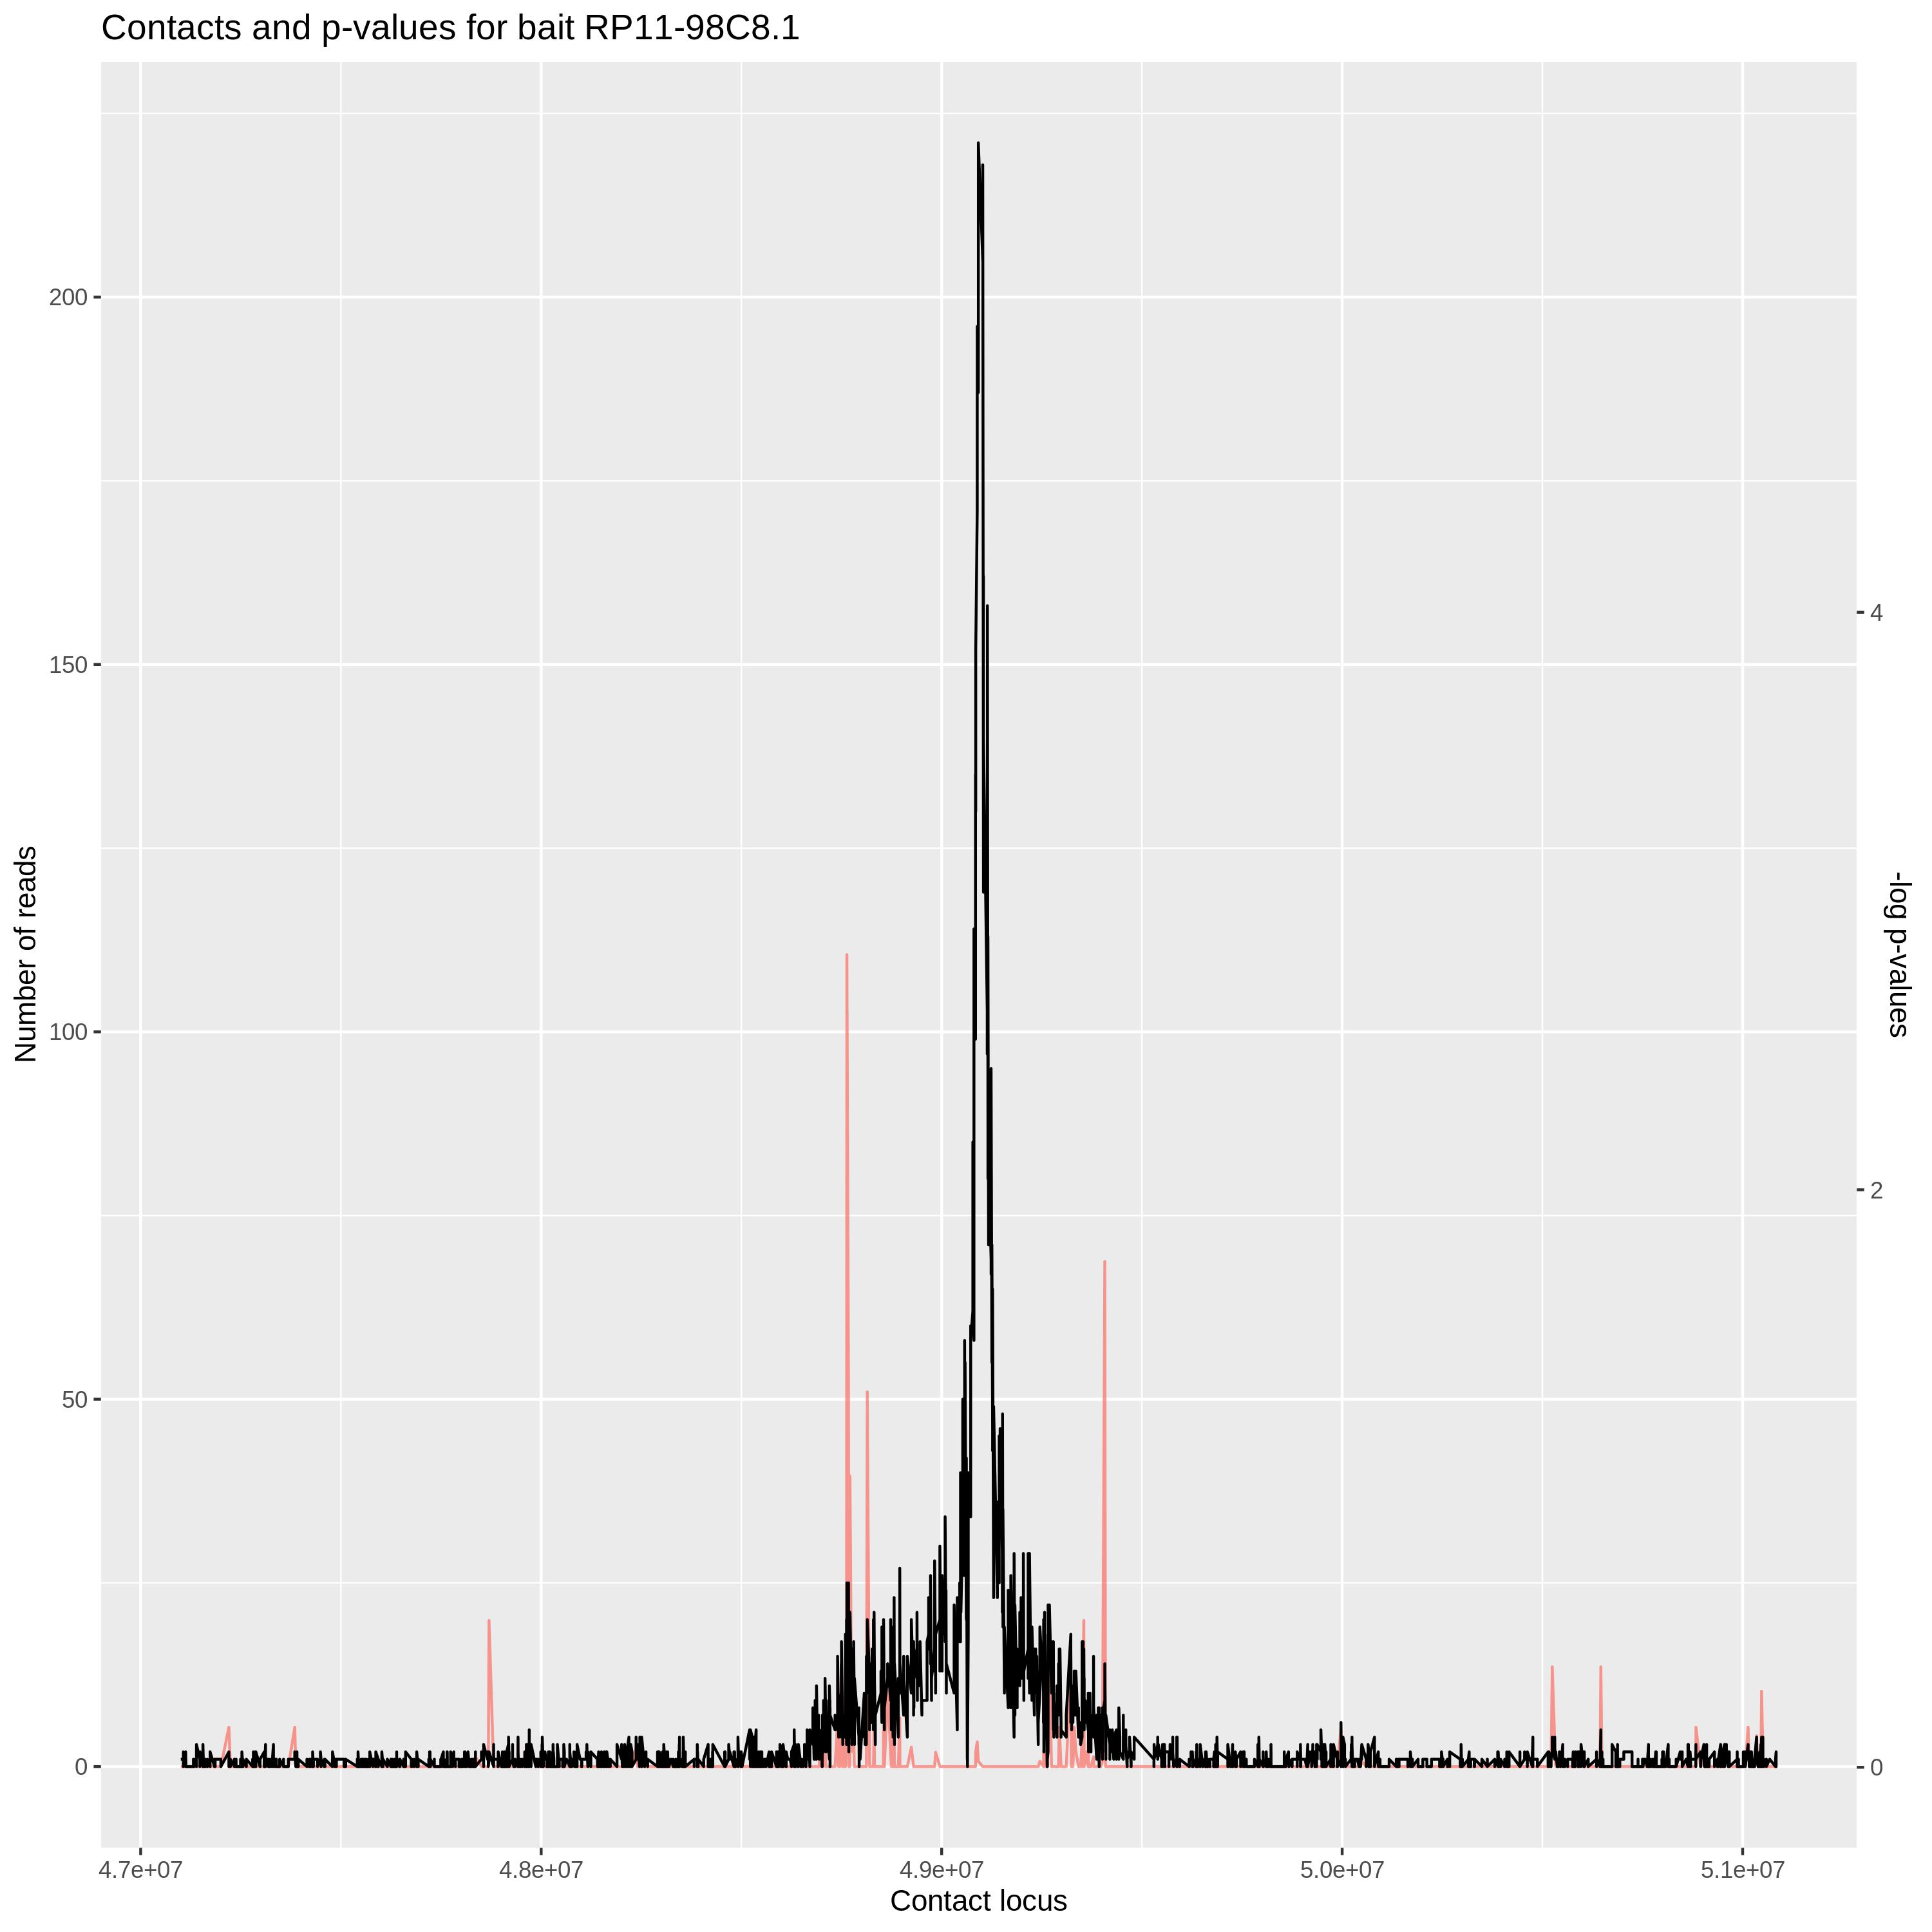 Contacts and p-values for bait RP11-98C8.1
Number of reads
200
150
100
50
0
4
2
0
-log p-values
4.7e+07
4.8e+07
4.9e+07
5.0e+07
5.1e+07
Contact locus